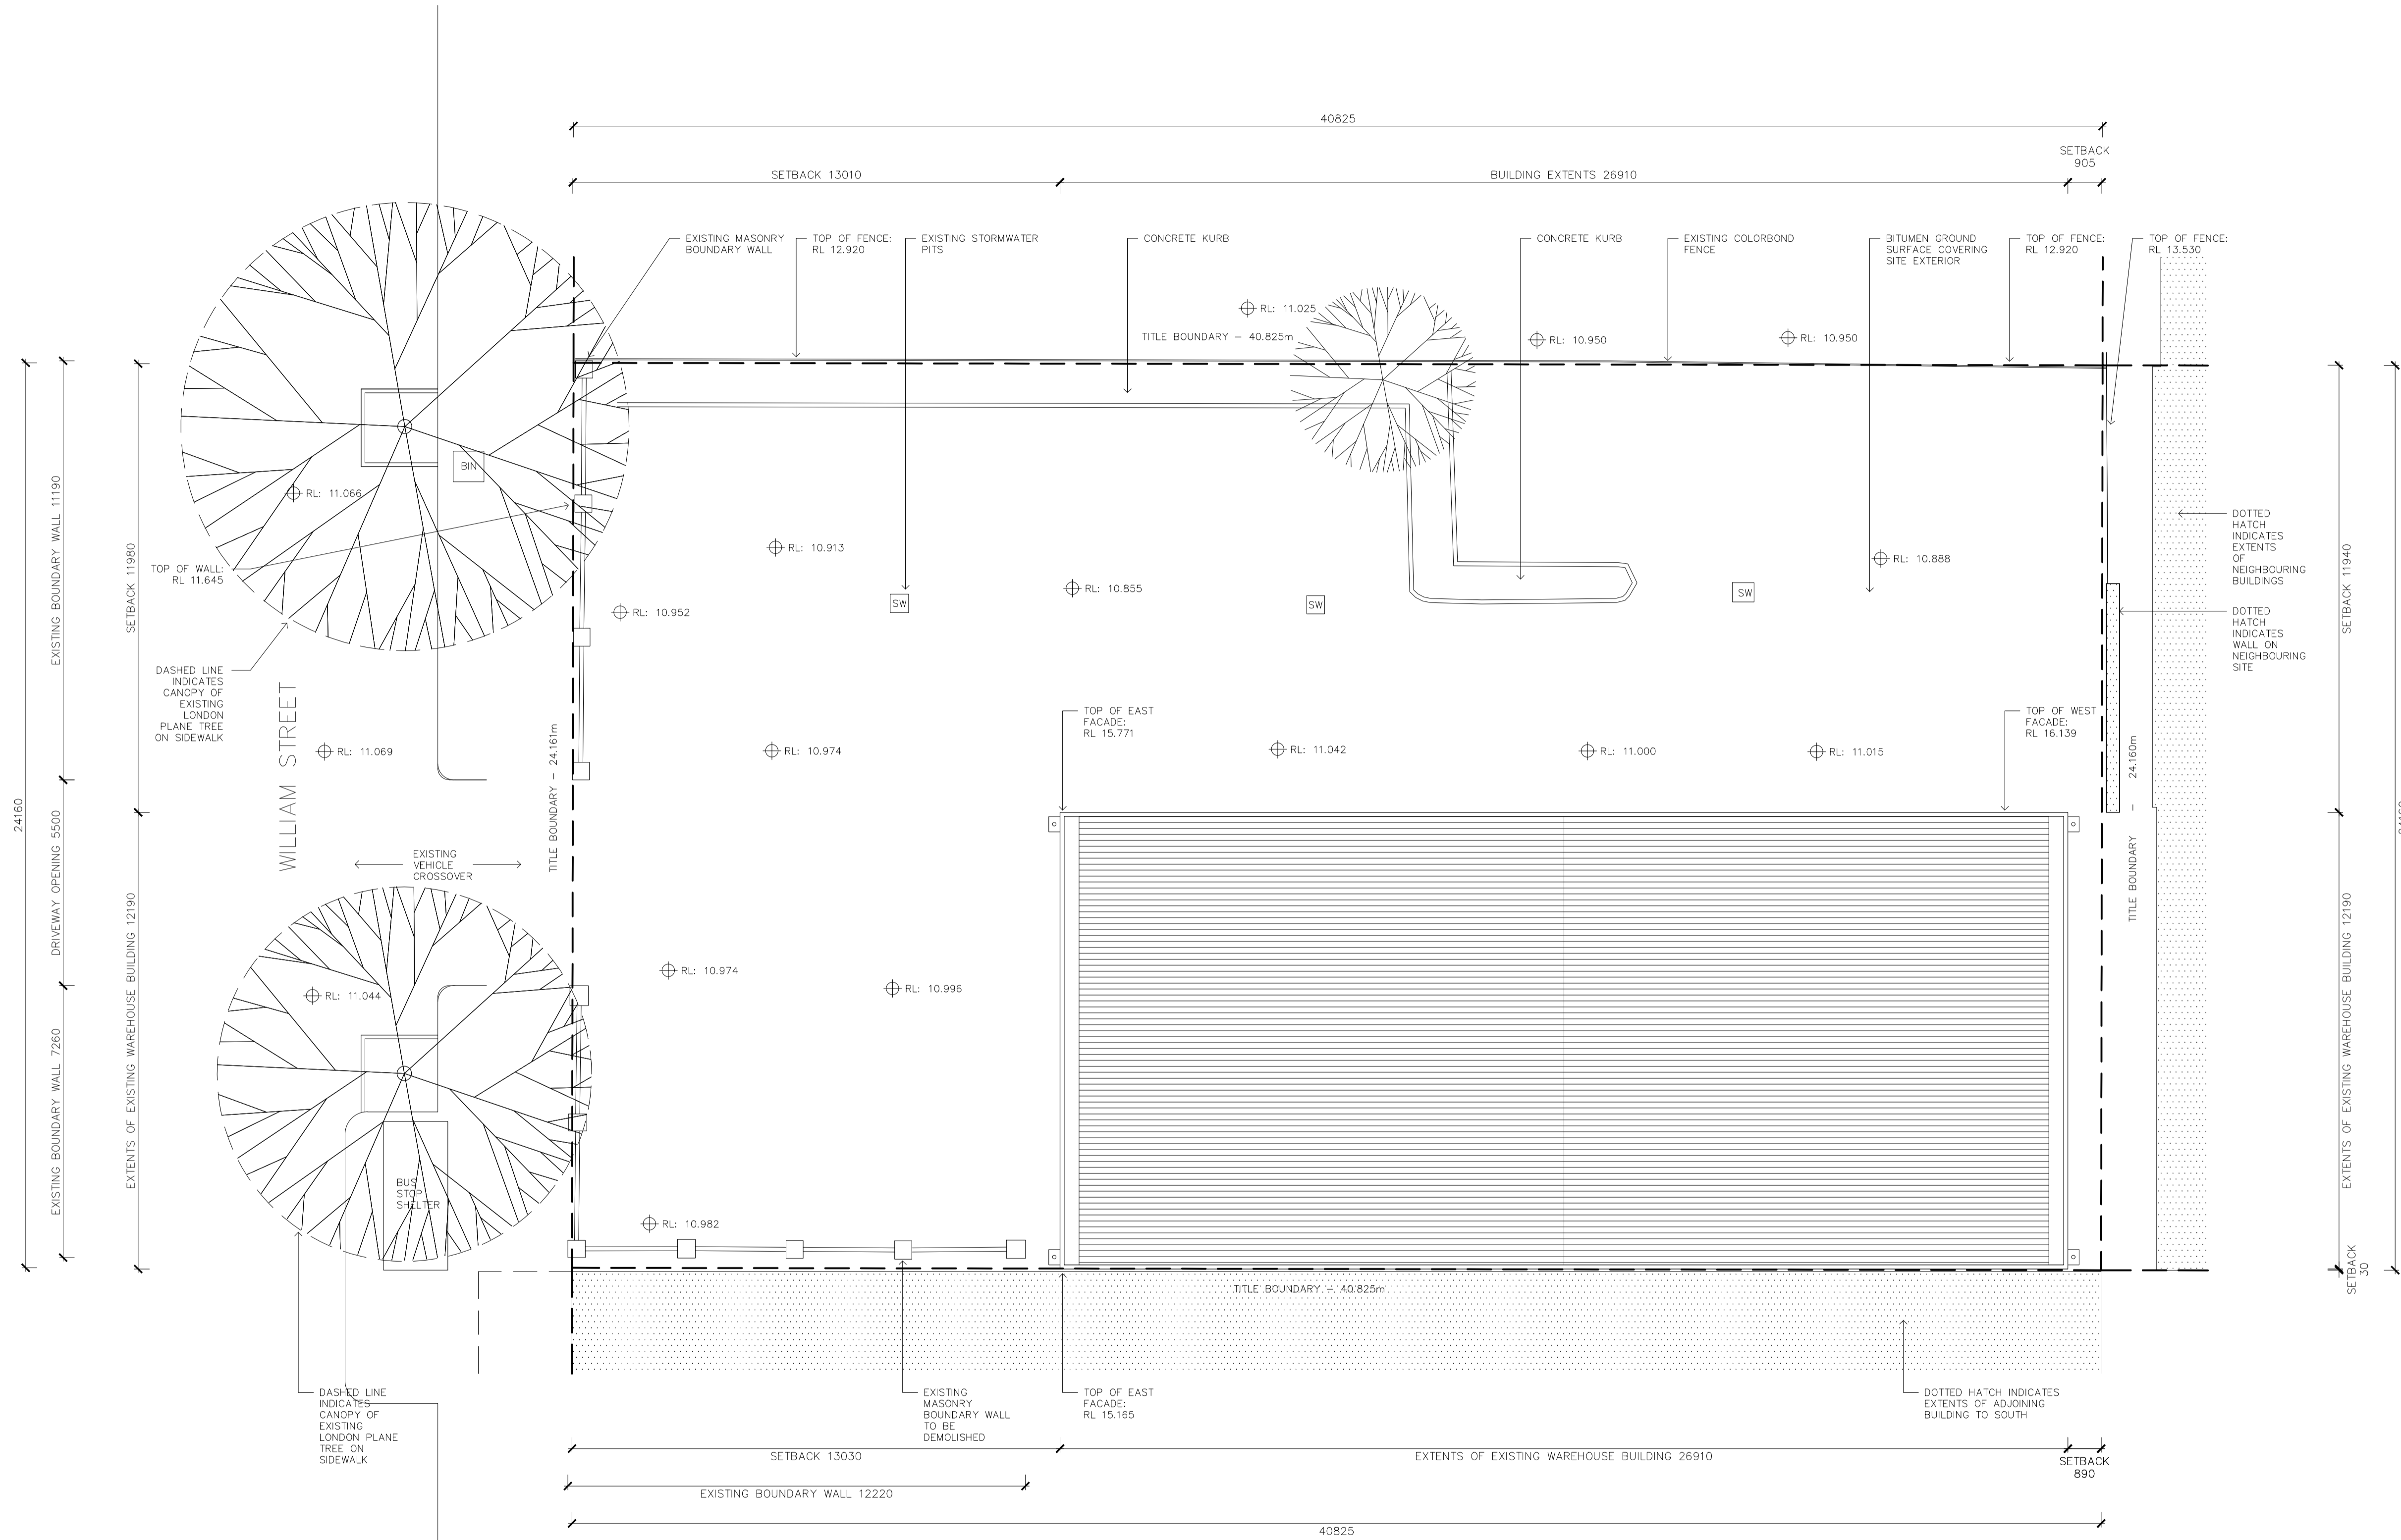 40825
SETBACK
905
SETBACK 13010
BUILDING EXTENTS 26910
EXISTING MASONRY
BOUNDARY WALL
TOP OF FENCE:
RL 12.920
EXISTING STORMWATER
PITS
CONCRETE KURB
CONCRETE KURB
EXISTING COLORBOND
FENCE
BITUMEN GROUND
SURFACE COVERING
SITE EXTERIOR
TOP OF FENCE:
RL 12.920
TOP OF FENCE:
RL 13.530
RL: 11.025
TITLE BOUNDARY – 40.825m
RL: 10.950
RL: 10.950
BIN
RL: 11.066
TOP OF WALL:
RL 11.645
RL: 10.913
RL: 10.952
SW
RL: 10.855
SW
SW
RL: 10.888
DOTTED
HATCH
INDICATES
EXTENTS
OF
NEIGHBOURING
BUILDINGS
DOTTED
HATCH
INDICATES
WALL ON
NEIGHBOURING
SITE
DASHED LINE
INDICATES
CANOPY OF
EXISTING
LONDON
PLANE TREE
ON SIDEWALK
WILLIAM STREET
RL: 11.069
TITLE BOUNDARY – 24.161m
RL: 10.974
TOP OF EAST
FACADE:
RL 15.771
RL: 11.042
RL: 11.000
RL: 11.015
TOP OF WEST
FACADE:
RL 16.139
TITLE BOUNDARY – 24.160m
24160
EXISTING BOUNDARY WALL 11190
DRIVEWAY OPENING 5500
EXISTING BOUNDARY WALL 7260
SETBACK 11980
EXTENTS OF EXISTING WAREHOUSE BUILDING 12190
SETBACK 11940
EXTENTS OF EXISTING WAREHOUSE BUILDING 12190
SETBACK
30
EXISTING
VEHICLE
CROSSOVER
RL: 10.974
RL: 10.996
RL: 11.044
BUS
STOP
SHELTER
RL: 10.982
TITLE BOUNDARY – 40.825m
DASHED LINE
INDICATES
CANOPY OF
EXISTING
LONDON PLANE
TREE ON
SIDEWALK
EXISTING
MASONRY
BOUNDARY WALL
TO BE
DEMOLISHED
TOP OF EAST
FACADE:
RL 15.165
DOTTED HATCH INDICATES
EXTENTS OF ADJOINING
BUILDING TO SOUTH
SETBACK 13030
EXTENTS OF EXISTING WAREHOUSE BUILDING 26910
SETBACK
890
EXISTING BOUNDARY WALL 12220
40825